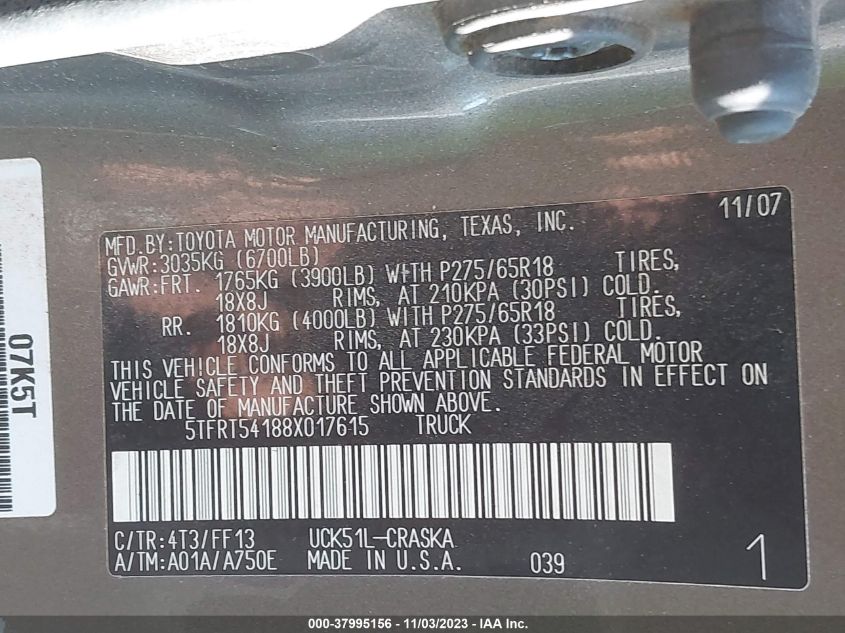 11/07
MFD.BY:TOYOTA MOTOR MANUFACTURING, TEXAS, INC.
GVWR:3035KG (6700LB)
GAWR:FRT. 1765KG (3900LB) WITH P275/65R18 TIRES,
18X8J RIMS, AT 210KPA (30PSI) COLD.
RR. 1810KG (4000LB) WITH P275/65R18 TIRES,
18X8J RIMS, AT 230KPA (33PSI) COLD.
THIS VEHICLE CONFORMS TO ALL APPLICABLE FEDERAL MOTOR
VEHICLE SAFETY AND THEFT PREVENTION STANDARDS IN EFFECT ON
THE DATE OF MANUFACTURE SHOWN ABOVE.
5TFRT54188X017615 TRUCK
C/TR:4T3/FF13 UCK51L-CRASKA
A/TM:A01A/A750E MADE IN U.S.A. 039 1
07K5T
000-37995156 - 11/03/2023 - IAA Inc.